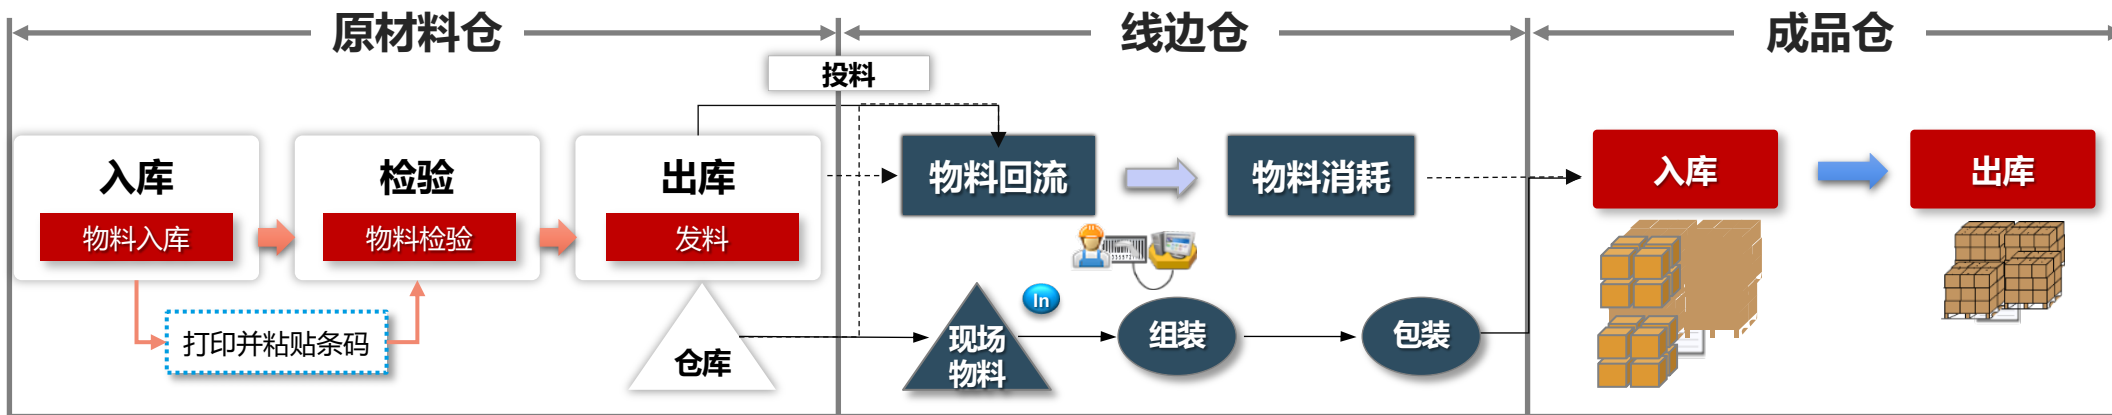 原材料仓
线边仓
成品仓
投料
入库
物料入库
检验
物料检验
出库
发料
打印并粘贴条码
仓库
物料回流
物料消耗
In
现场
物料
组装
包装
入库
出库